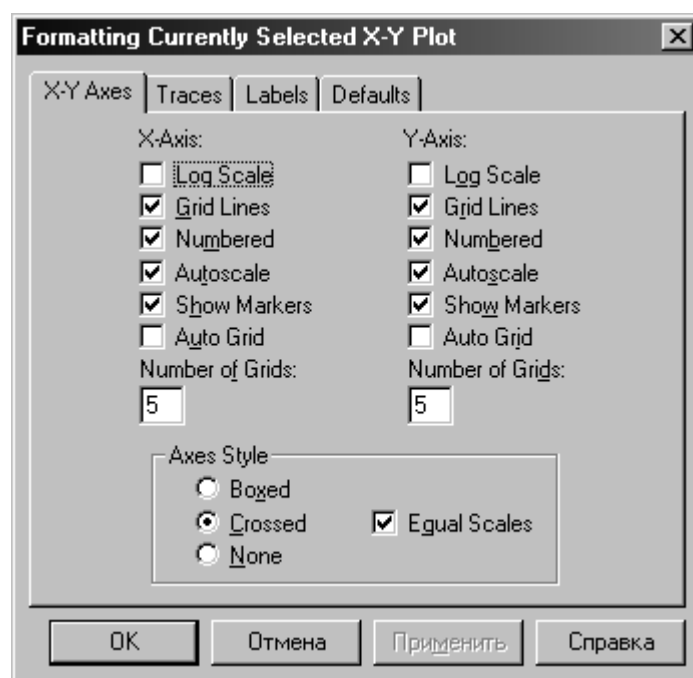 Formatting Currently Selected X-Y Plot
X-Y Axes Traces Labels Defaults
X-Axis: Y-Axis:
Log Scale Log Scale
Grid Lines Grid Lines
Numbered Numbered
Autoscale Autoscale
Show Markers Show Markers
Auto Grid Auto Grid
Number of Grids: Number of Grids:
5 5
Axes Style
Boxed
Crossed Equal Scales
None
OK Отмена Применить Справка